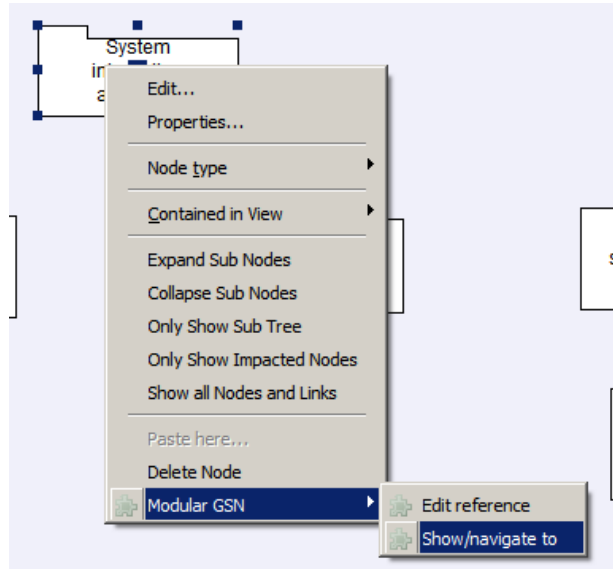 System
Edit...
Properties...
Node type
Contained in View
Expand Sub Nodes
Collapse Sub Nodes
Only Show Sub Tree
Only Show Impacted Nodes
Show all Nodes and Links
Paste here...
Delete Node
Modular GSN
Edit reference
Show/navigate to